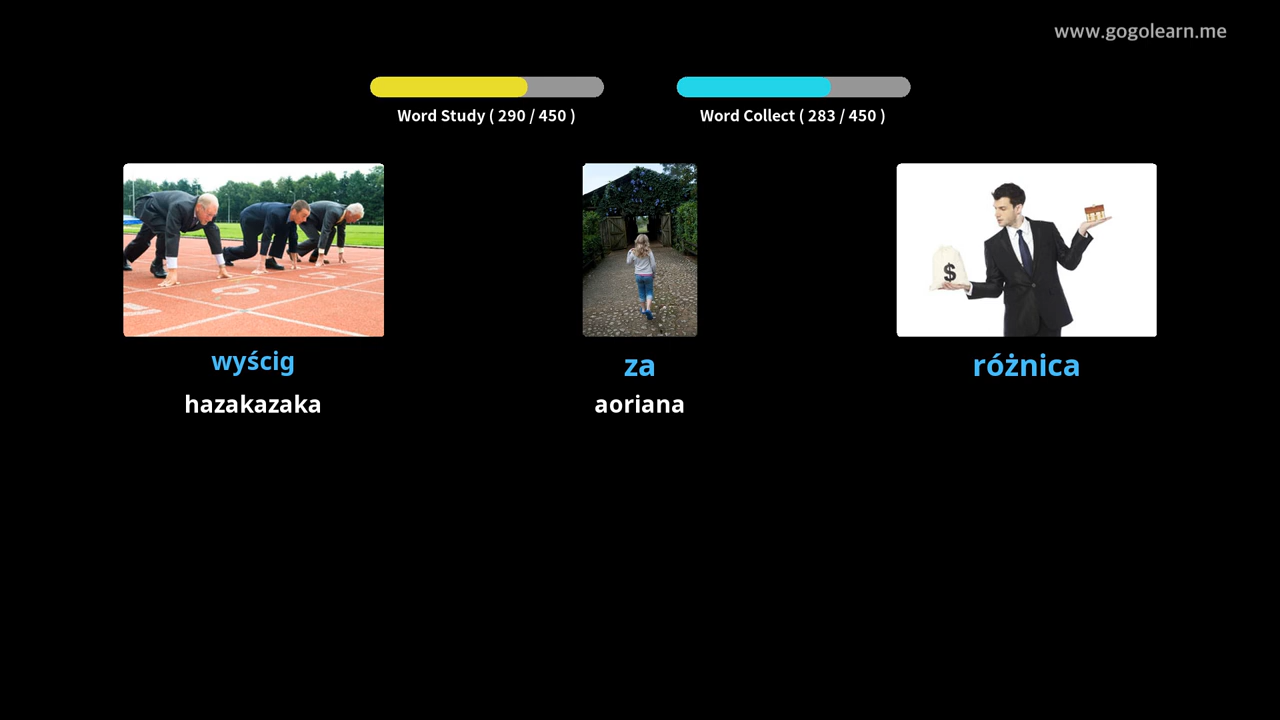 www.gogolearn.me
Word Study ( 290 / 450 )
Word Collect ( 283 / 450 )
$
wyścig
za
różnica
hazakazaka
aoriana